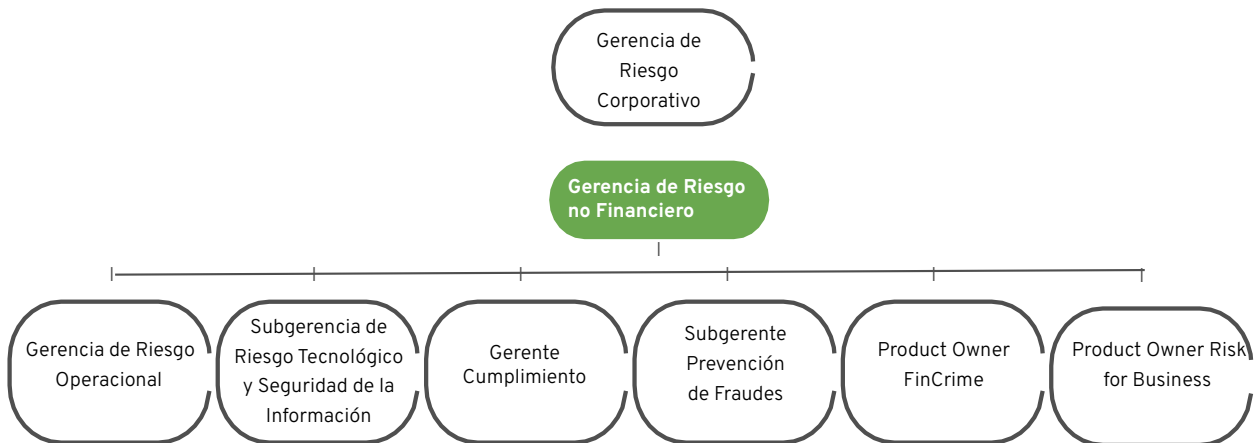 Gerencia de
Riesgo
Corporativo
Gerencia de Riesgo
no Financiero
Gerencia de Riesgo
Operacional
Subgerencia de
Riesgo Tecnológico
y Seguridad de la
Información
Gerente
Cumplimiento
Subgerente
Prevención
de Fraudes
Product Owner
FinCrime
Product Owner Risk
for Business